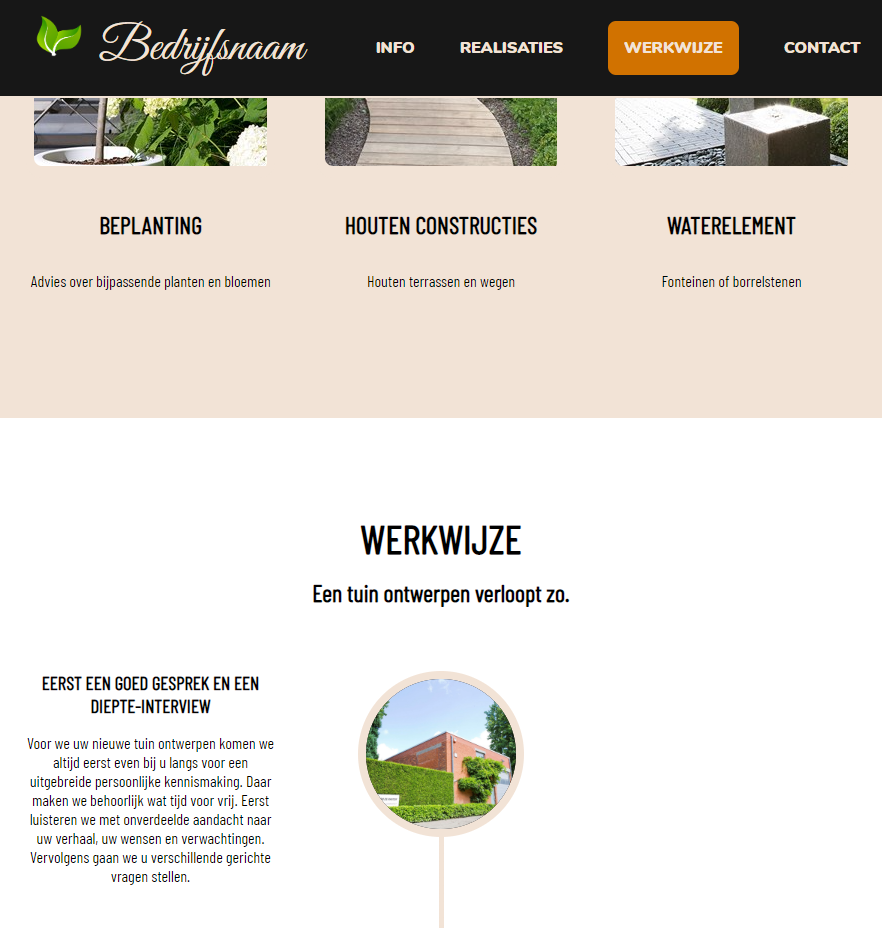 Bedrijfsnaam
INFO
REALISATIES
WERKWIJZE
CONTACT
BEPLANTING
HOUTEN CONSTRUCTIES
WATERELEMENT
Advies over bijpassende planten en bloemen
Houten terrassen en wegen
Fonteinen of borrelstenen
WERKWIJZE
Een tuin ontwerpen verloopt zo.
EERST EEN GOED GESPREK EN EEN
DIEPTE-INTERVIEW
Voor we uw nieuwe tuin ontwerpen komen we
altijd eerst even bij u langs voor een
uitgebreide persoonlijke kennismaking. Daar
maken we behoorlijk wat tijd voor vrij. Eerst
luisteren we met onverdeelde aandacht naar
uw verhaal, uw wensen en verwachtingen.
Vervolgens gaan we u verschillende gerichte
vragen stellen.